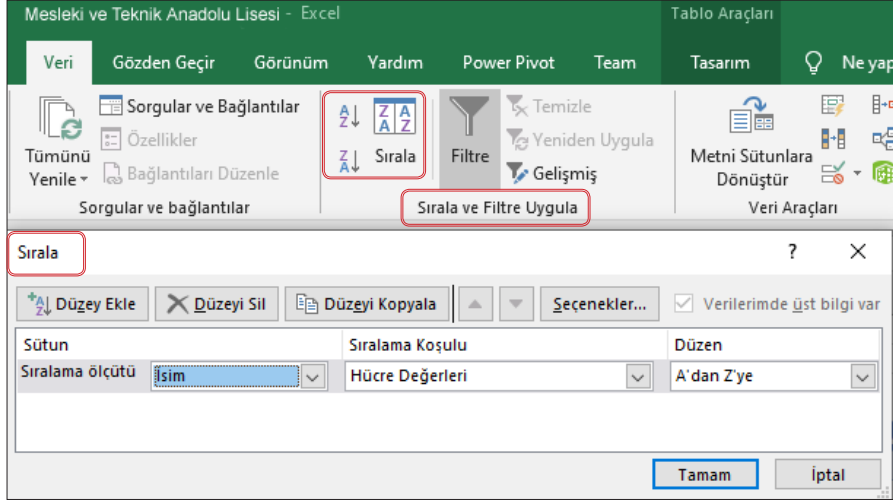 Mesleki ve Teknik Anadolu Lisesi - Excel
Tablo Araçları
Veri Gözden Geçir Görünüm Yardım Power Pivot Team Tasarım Ne yap
Sorgular ve Bağlantılar
Özellikler
Bağlantıları Düzenle
Tümünü
Yenile
Sorgular ve bağlantılar
A
Z
Z
A
Z A
A Z
Sırala
Filtre
Temizle
Yeniden Uygula
Gelişmiş
Sırala ve Filtre Uygula
Metni Sütunlara
Dönüştür
Veri Araçları
Sırala
?
Düzey Ekle Düzeyi Sil Düzeyi Kopyala Seçenekler... Verilerimde üst bilgi var
Sütun Sıralama Koşulu Düzen
Sıralama ölçütü İsim Hücre Değerleri A'dan Z'ye
Tamam İptal